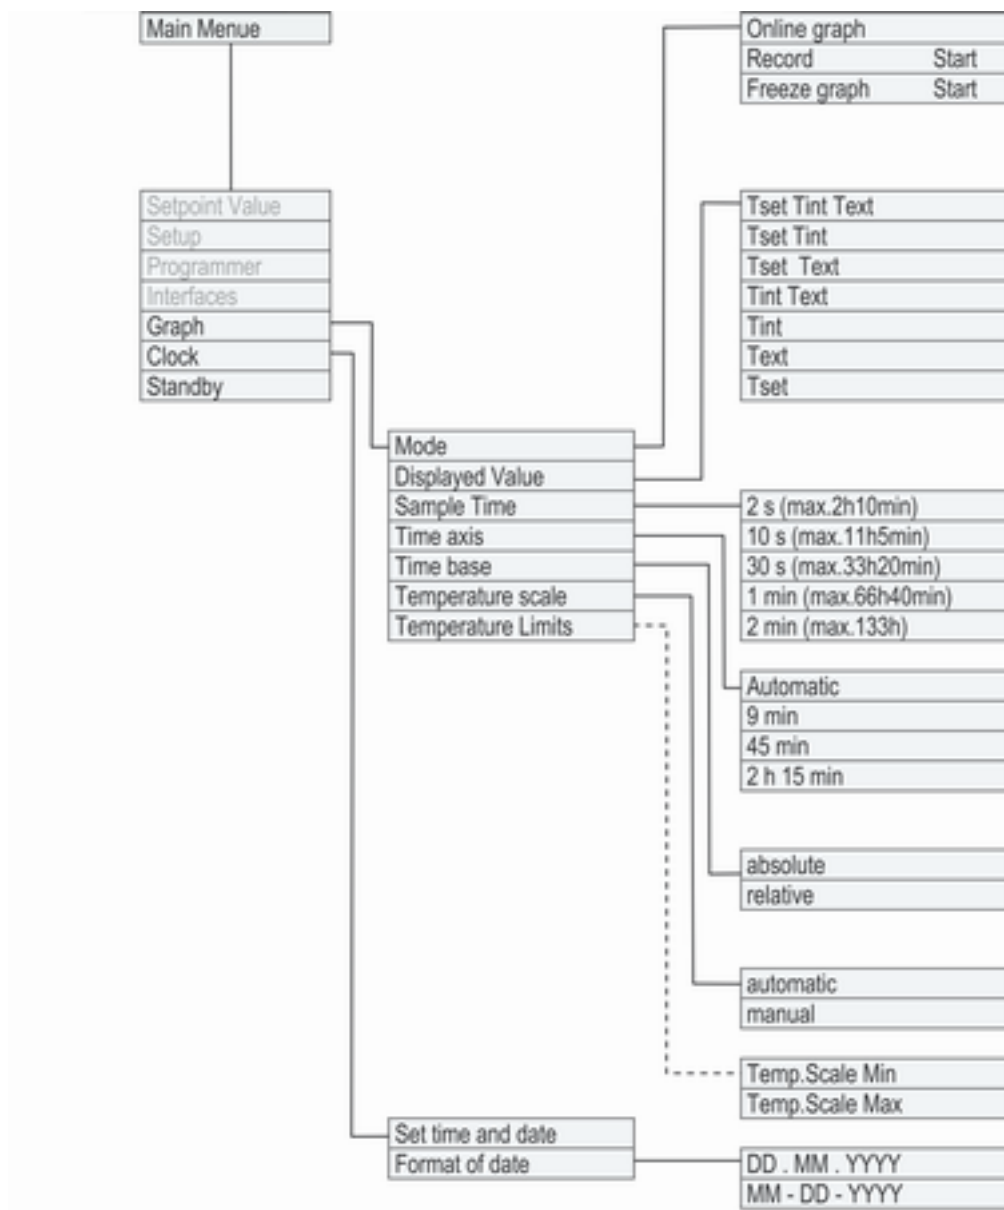 Main Menue
Setpoint Value
Setup
Programmer
Interfaces
Graph
Clock
Standby
Mode
Displayed Value
Sample Time
Time axis
Time base
Temperature scale
Temperature Limits
Set time and date
Format of date
Online graph
Record Start
Freeze graph Start
Tset Tint Text
Tset Tint
Tset Text
Tint Text
Tint
Text
Tset
2 s (max.2h10min)
10 s (max.11h5min)
30 s (max.33h20min)
1 min (max.66h40min)
2 min (max.133h)
Automatic
9 min
45 min
2 h 15 min
absolute
relative
automatic
manual
Temp.Scale Min
Temp.Scale Max
DD . MM . YYYY
MM - DD - YYYY